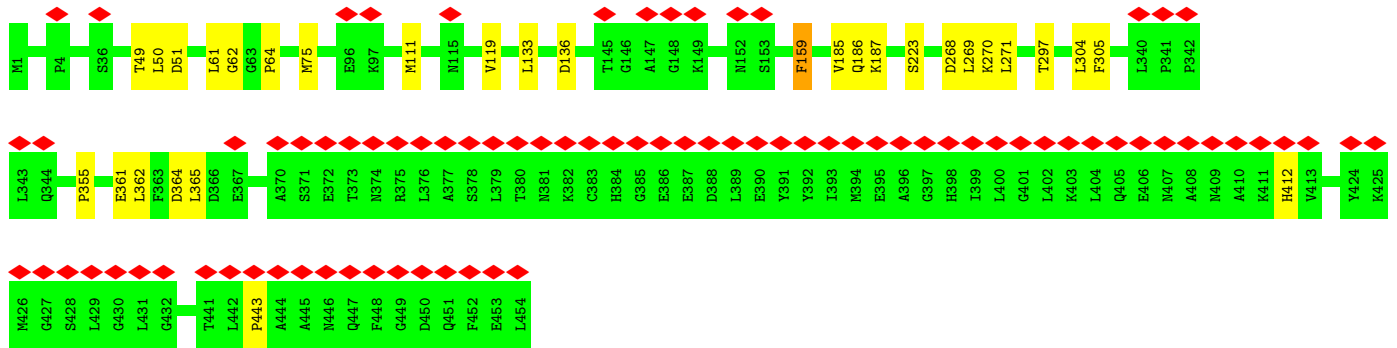 M1 P4 S36 T49 L50 D51 L61 G62 G63 P64 M75 E96 K97 M111 N115 V119 L133 D136 T145 G146 A147 G148 K149 N152 S153 F159 V185 Q186 K187 S223 D268 L269 K270 L271 T297 L304 F305 L340 P341 P342
L343 Q344 P355 E361 L362 F363 D364 L365 D366 E367 A370 S371 E372 T373 N374 R375 L376 A377 S378 L379 T380 N381 K382 C383 H384 G385 E386 E387 D388 L389 E390 Y391 Y392 I393 M394 E395 A396 G397 H398 I399 L400 G401 L402 K403 L404 Q405 E406 N407 A408 N409 A410 K411 H412 V413 Y424 K425
M426 G427 S428 L429 G430 L431 G432 T441 L442 P443 A444 A445 N446 Q447 F448 G449 D450 Q451 F452 E453 L454